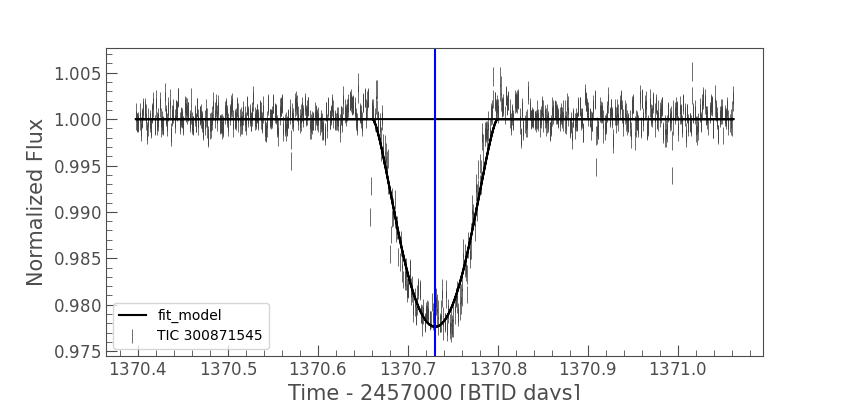 1.005
1.000
0.995
0.990
0.985
0.980
0.975
Normalized Flux
fit_model
TIC 300871545
1370.4 1370.5 1370.6 1370.7 1370.8 1370.9 1371.0
Time - 2457000 [BTJD days]